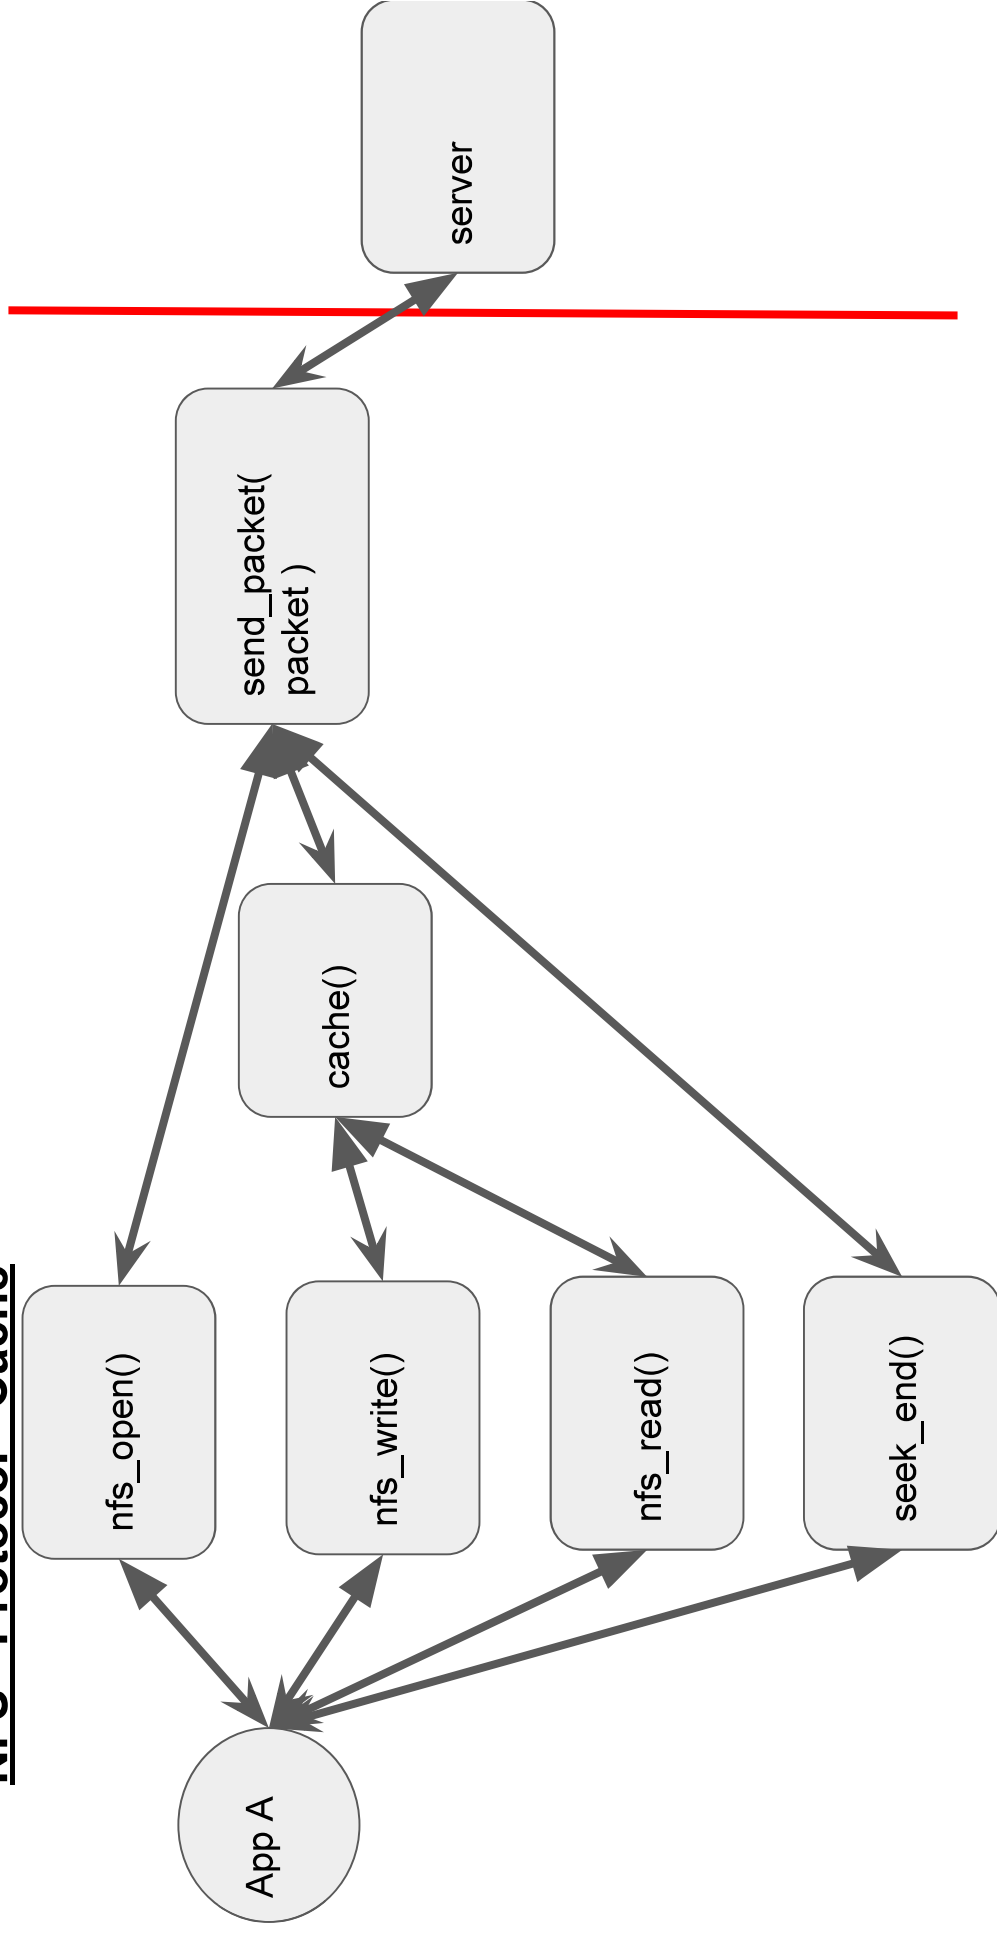 nfs_open()
App A
send_packet(
packet )
cache()
nfs_write()
server
nfs_read()
seek_end()